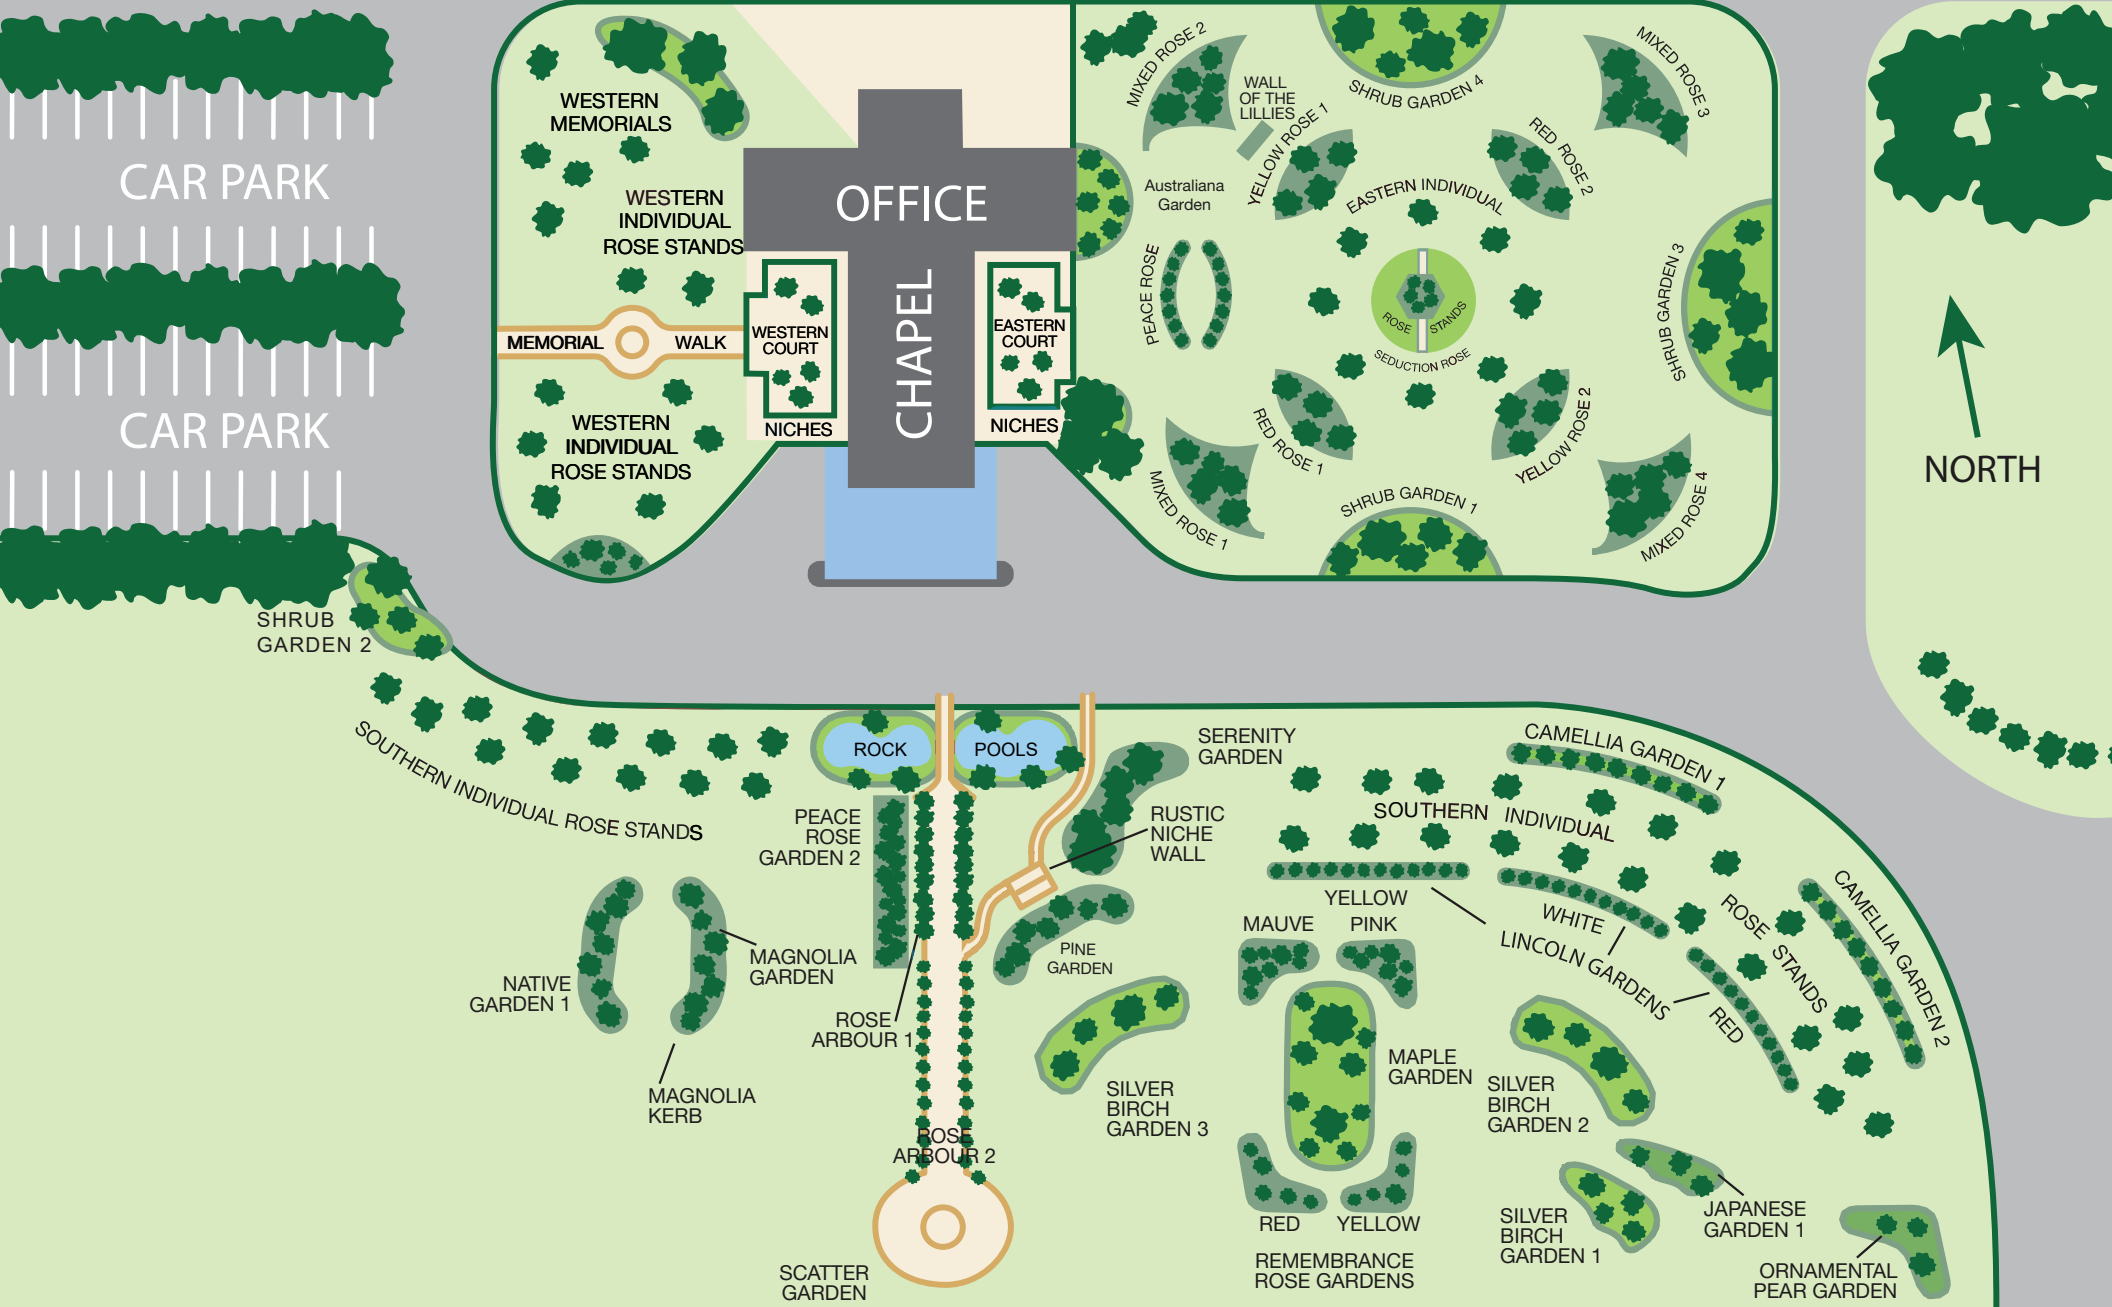 CAR PARK
CAR PARK
WESTERN
MEMORIALS
WESTERN
INDIVIDUAL
ROSE STANDS
MEMORIAL WALK
WESTERN
INDIVIDUAL
ROSE STANDS
OFFICE
CHAPEL
WESTERN
COURT
NICHES
EASTERN
COURT
NICHES
MIXED ROSE 2
WALL
OF THE
LILLIES
YELLOW ROSE 1
SHRUB GARDEN 4
RED ROSE 2
MIXED ROSE 3
Australiana
Garden
EASTERN INDIVIDUAL
PEACE ROSE
ROSE STANDS
SEDUCTION ROSE
SHRUB GARDEN 3
RED ROSE 1
YELLOW ROSE 2
MIXED ROSE 1
SHRUB GARDEN 1
MIXED ROSE 4
NORTH
SHRUB
GARDEN 2
SOUTHERN INDIVIDUAL ROSE STANDS
ROCK POOLS
SERENITY
GARDEN
PEACE
ROSE
GARDEN 2
RUSTIC
NICHE
WALL
CAMELLIA GARDEN 1
SOUTHERN INDIVIDUAL
ROSE STANDS
CAMELLIA GARDEN 2
YELLOW
WHITE
LINCOLN GARDENS
RED
MAUVE
PINK
PINE
GARDEN
NATIVE
GARDEN 1
MAGNOLIA
GARDEN
MAGNOLIA
KERB
ROSE
ARBOUR 1
SILVER
BIRCH
GARDEN 3
MAPLE
GARDEN
SILVER
BIRCH
GARDEN 2
ROSE
ARBOUR 2
RED
YELLOW
REMEMBRANCE
ROSE GARDENS
SILVER
BIRCH
GARDEN 1
JAPANESE
GARDEN 1
ORNAMENTAL
PEAR GARDEN
SCATTER
GARDEN